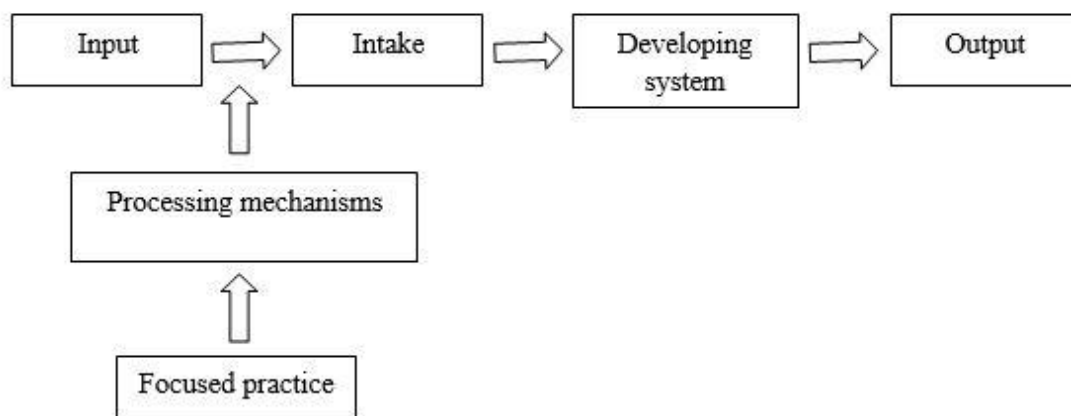 Input
Intake
Developing
system
Output
Processing mechanisms
Focused practice